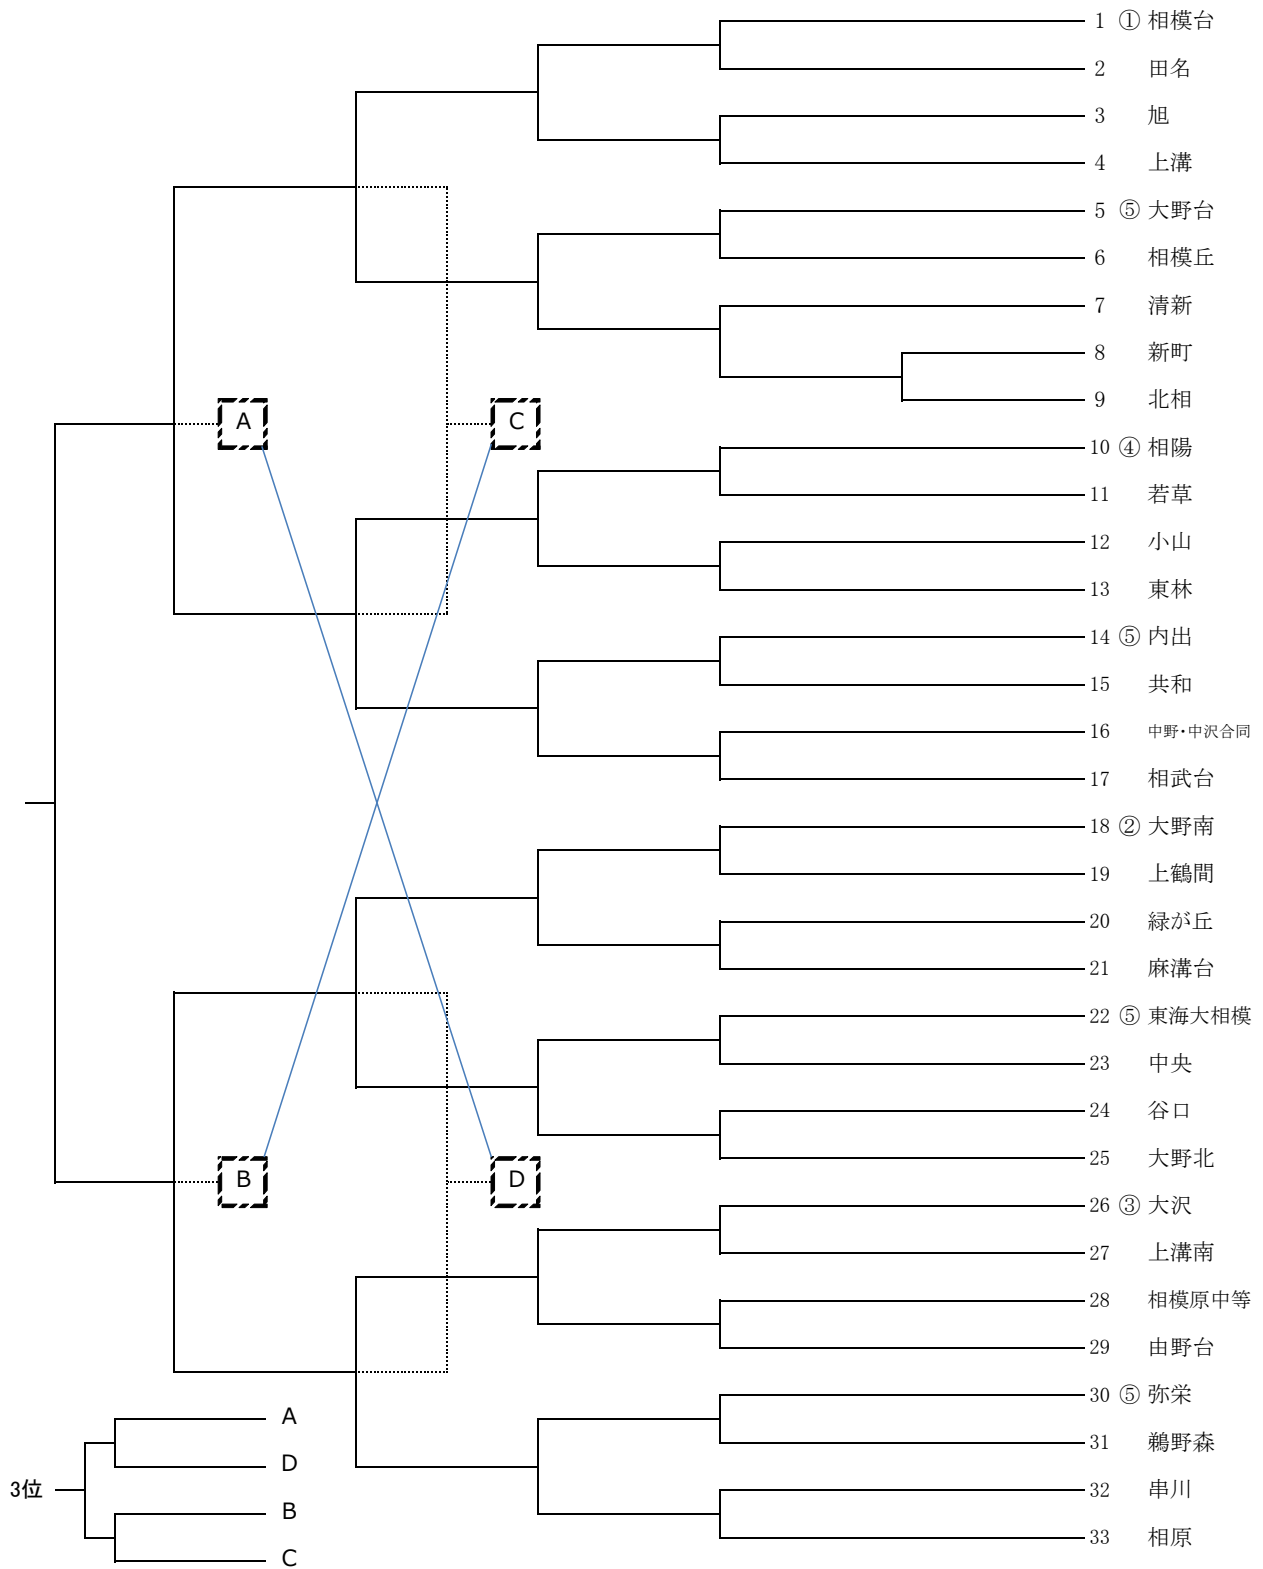 1 ① 相模台
2 田名
3 旭
4 上溝
5 ⑤ 大野台
6 相模丘
7 清新
8 新町
9 北相
A
C
10 ④ 相陽
11 若草
12 小山
13 東林
14 ⑤ 内出
15 共和
16 中野・中沢合同
17 相武台
18 ② 大野南
19 上鶴間
20 緑が丘
21 麻溝台
22 ⑤ 東海大相模
23 中央
24 谷口
25 大野北
B
D
26 ③ 大沢
27 上溝南
28 相模原中等
29 由野台
30 ⑤ 弥栄
31 鵜野森
32 串川
33 相原
3位
A
D
B
C